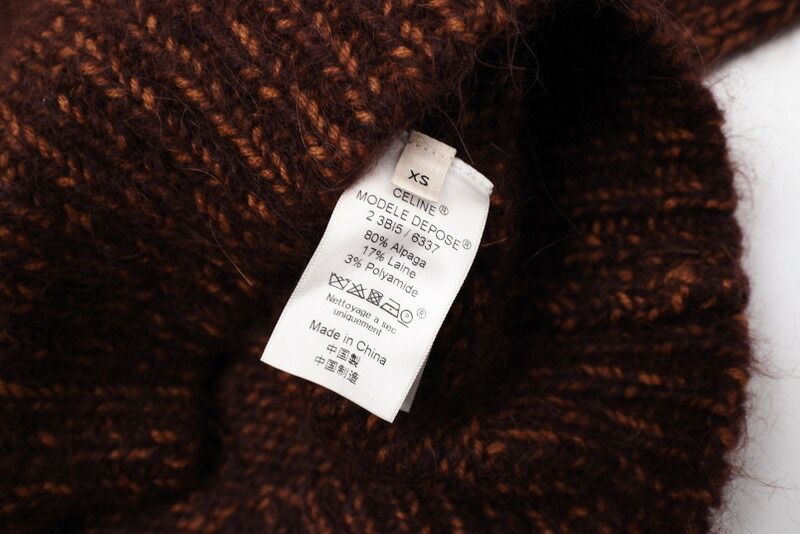 XS
CELINE®
MODELE DEPOSE®
2 3BI5 / 6337
80% Alpaga
17% Laine
3% Polyamide
Nettoyage a sec
uniquement
Made in China
中国製
中国制造